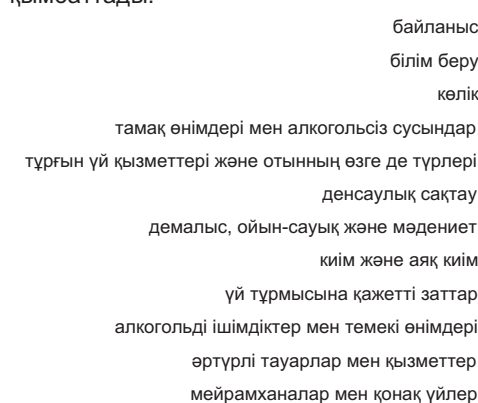 қымбаттады.
байланыс
білім беру
көлік
тамақ өнімдері мен алкогольсіз сусындар
тұрғын үй қызметтері және отынның өзге де түрлері
денсаулық сақтау
демалыс, ойын-сауық және мәдениет
киім және аяқ киім
үй тұрмысына қажетті заттар
алкогольді ішімдіктер мен темекі өнімдері
әртүрлі тауарлар мен қызметтер
мейрамханалар мен қонақ үйлер